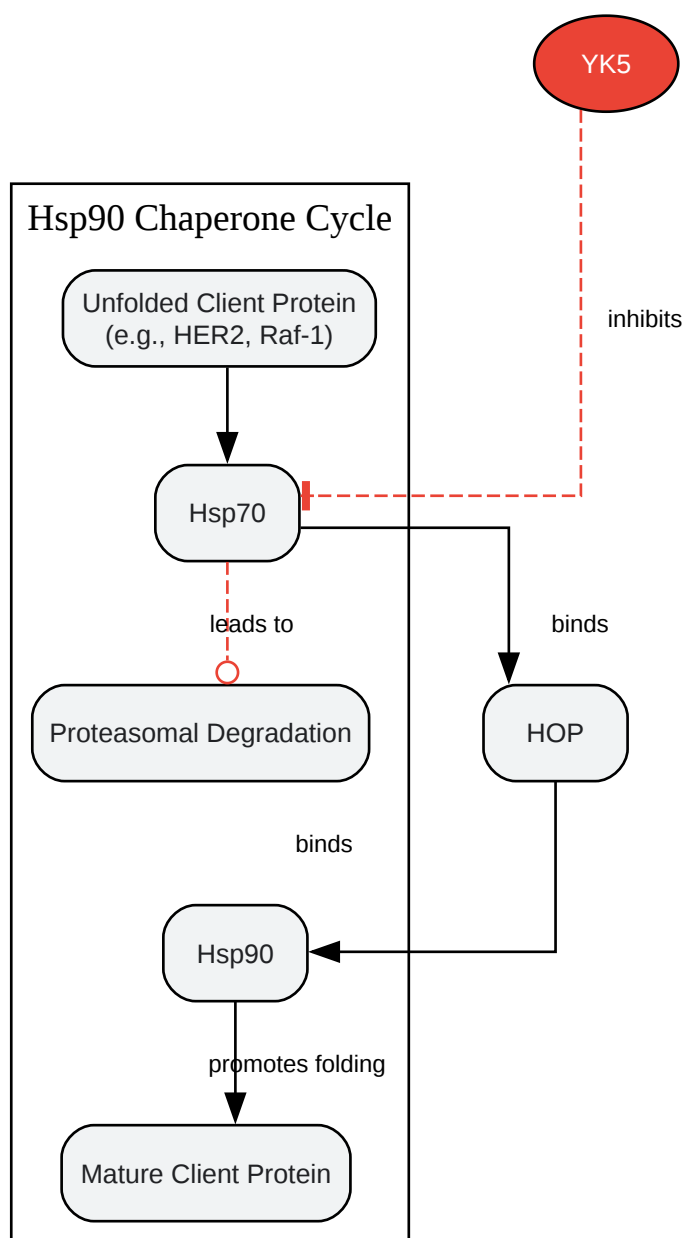 YK5
Hsp90 Chaperone Cycle
Unfolded Client Protein
(e.g., HER2, Raf-1)
inhibits
Hsp70
leads to
binds
Proteasomal Degradation
HOP
binds
Hsp90
promotes folding
Mature Client Protein